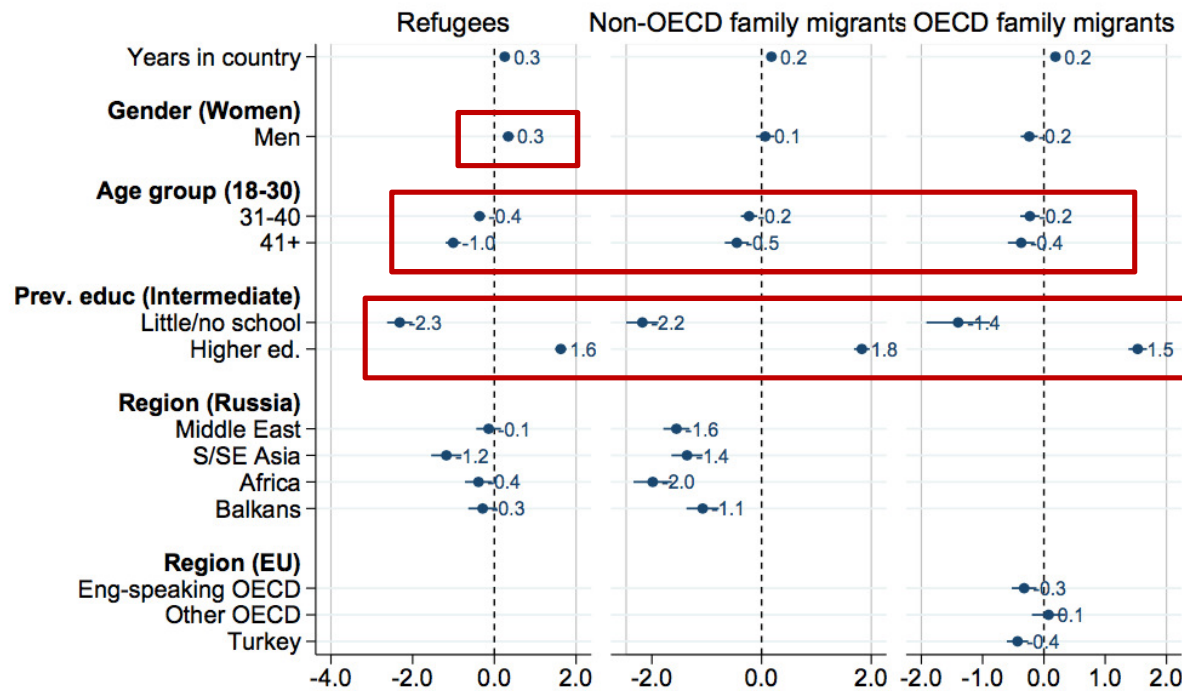 Refugees Non-OECD family migrants OECD family migrants
Years in country 0.3 0.2 0.2
Gender (Women)
Men 0.3 0.1 -0.2
Age group (18-30)
31-40 -0.4 -0.2 -0.2
41+ -1.0 -0.5 -0.4
Prev. educ (Intermediate)
Little/no school -2.3 -2.2 -1.4
Higher ed. 1.6 1.8 1.5
Region (Russia)
Middle East -0.1 -1.6
S/SE Asia -1.2 -1.4
Africa -0.4 -2.0
Balkans -0.3 -1.1
Region (EU)
Eng-speaking OECD -0.3
Other OECD 0.1
Turkey -0.4
-4.0 -2.0 0.0 2.0 -2.0 0.0 2.0 -2.0 -1.0 0.0 1.0 2.0